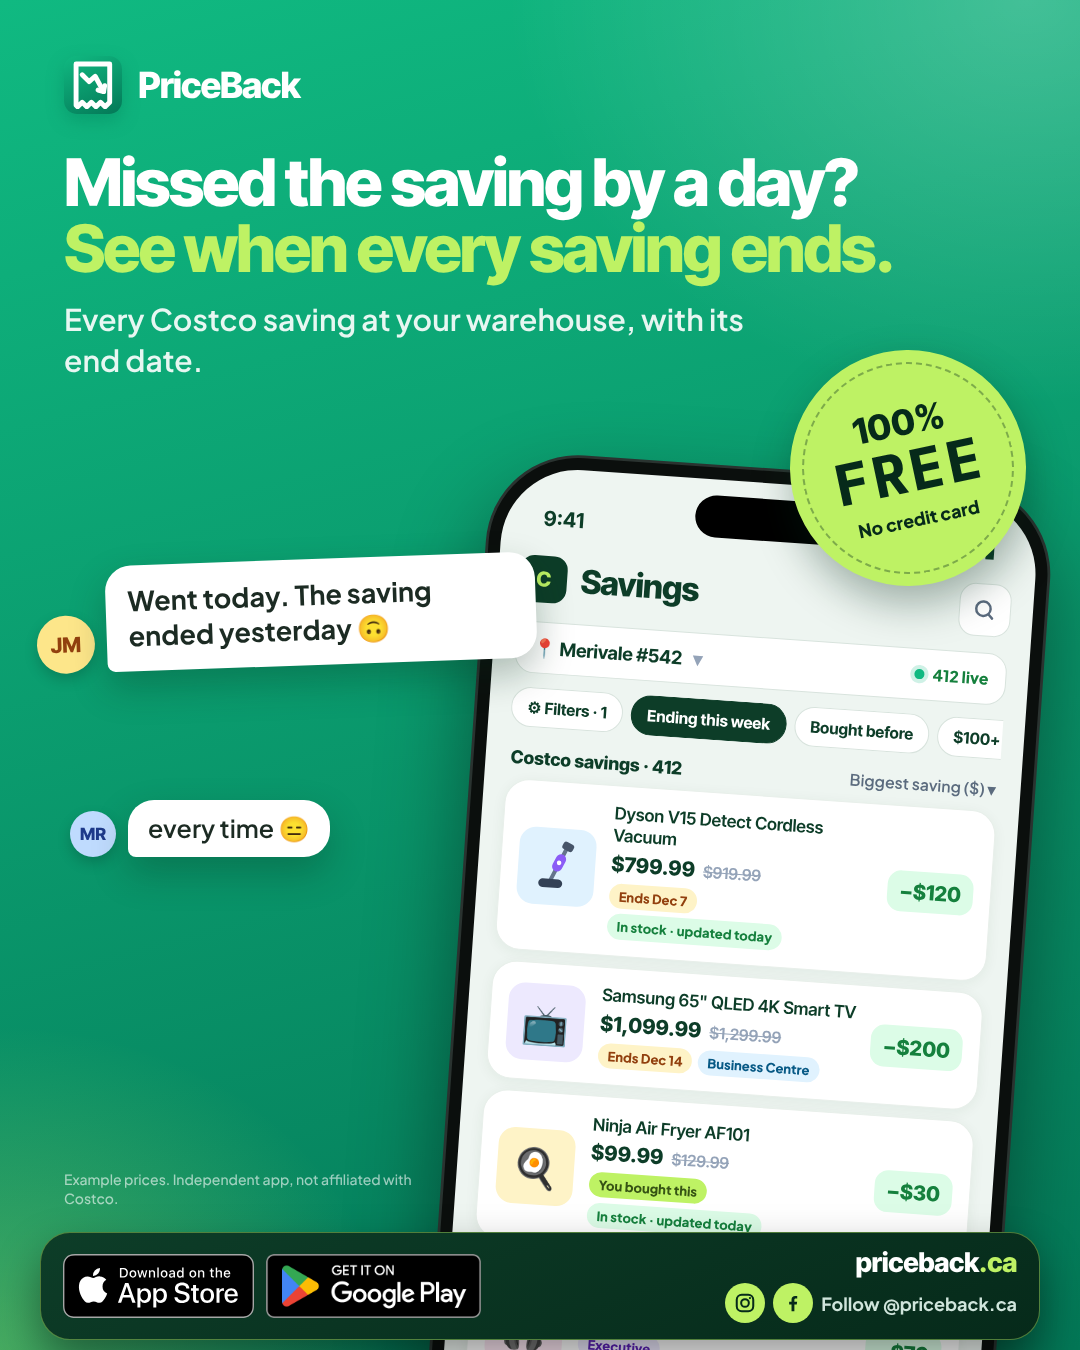 PriceBack
Missed the saving by a day?
See when every saving ends.
Every Costco saving at your warehouse, with its
end date.
100%
FREE
No credit card
9:41
C
Savings
Went today. The saving
ended yesterday 🙃
JM
📍 Merivale #542 ▼
412 live
⚙ Filters · 1
Ending this week
Bought before
$100+
Costco savings · 412
Biggest saving ($) ▾
MR
every time 😑
Dyson V15 Detect Cordless
Vacuum
$799.99 $919.99
Ends Dec 7
In stock · updated today
−$120
Samsung 65" QLED 4K Smart TV
$1,099.99 $1,299.99
Ends Dec 14
Business Centre
−$200
Ninja Air Fryer AF101
$99.99 $129.99
You bought this
In stock · updated today
−$30
Example prices. Independent app, not affiliated with
Costco.
Download on the
App Store
GET IT ON
Google Play
priceback.ca
Follow @priceback.ca
Executive